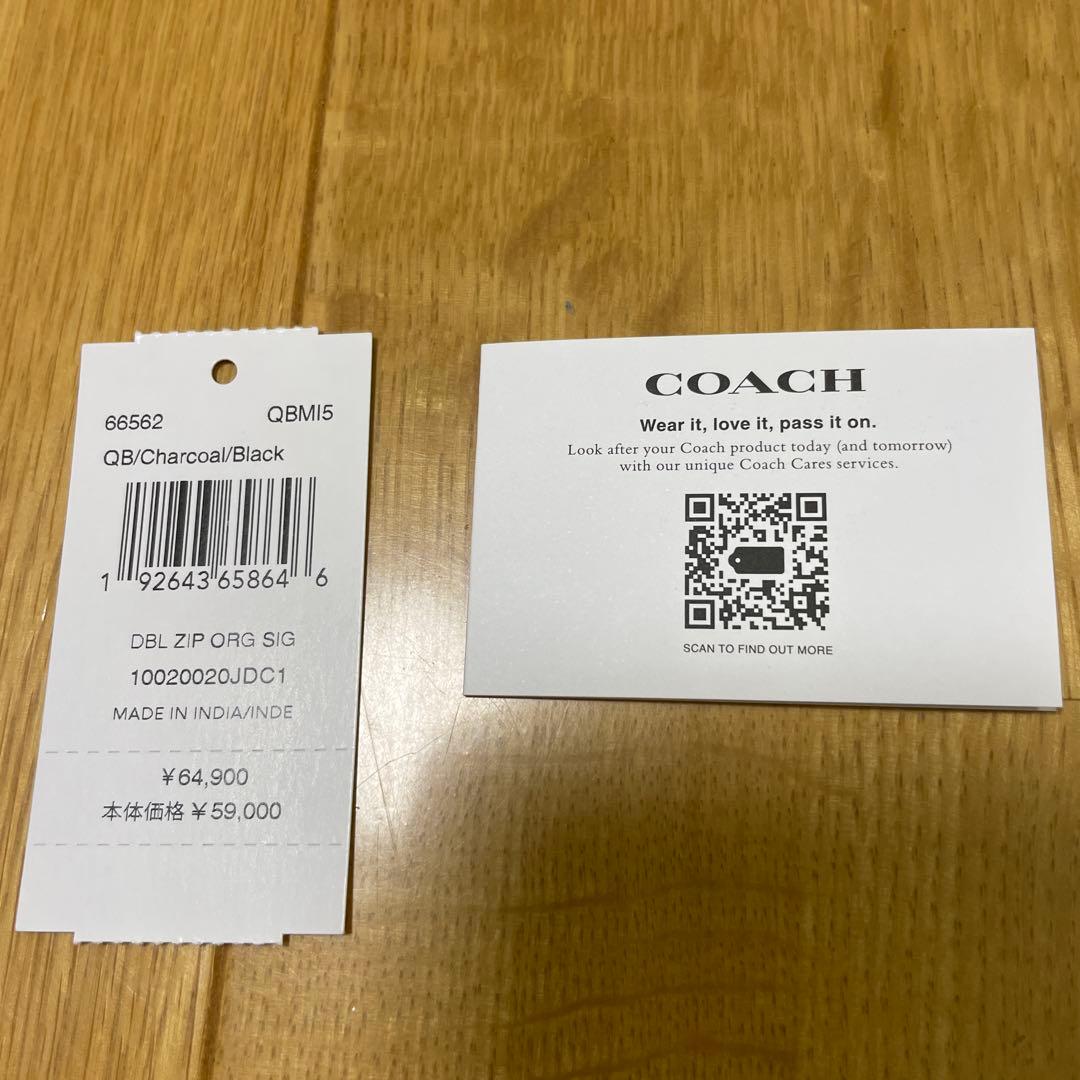 66562 QBMI5
QB/Charcoal/Black
1 92643 65864 6
DBL ZIP ORG SIG
10020020JDC1
MADE IN INDIA/INDE
¥64,900
本体価格 ¥59,000
COACH
Wear it, love it, pass it on.
Look after your Coach product today (and tomorrow)
with our unique Coach Cares services.
SCAN TO FIND OUT MORE